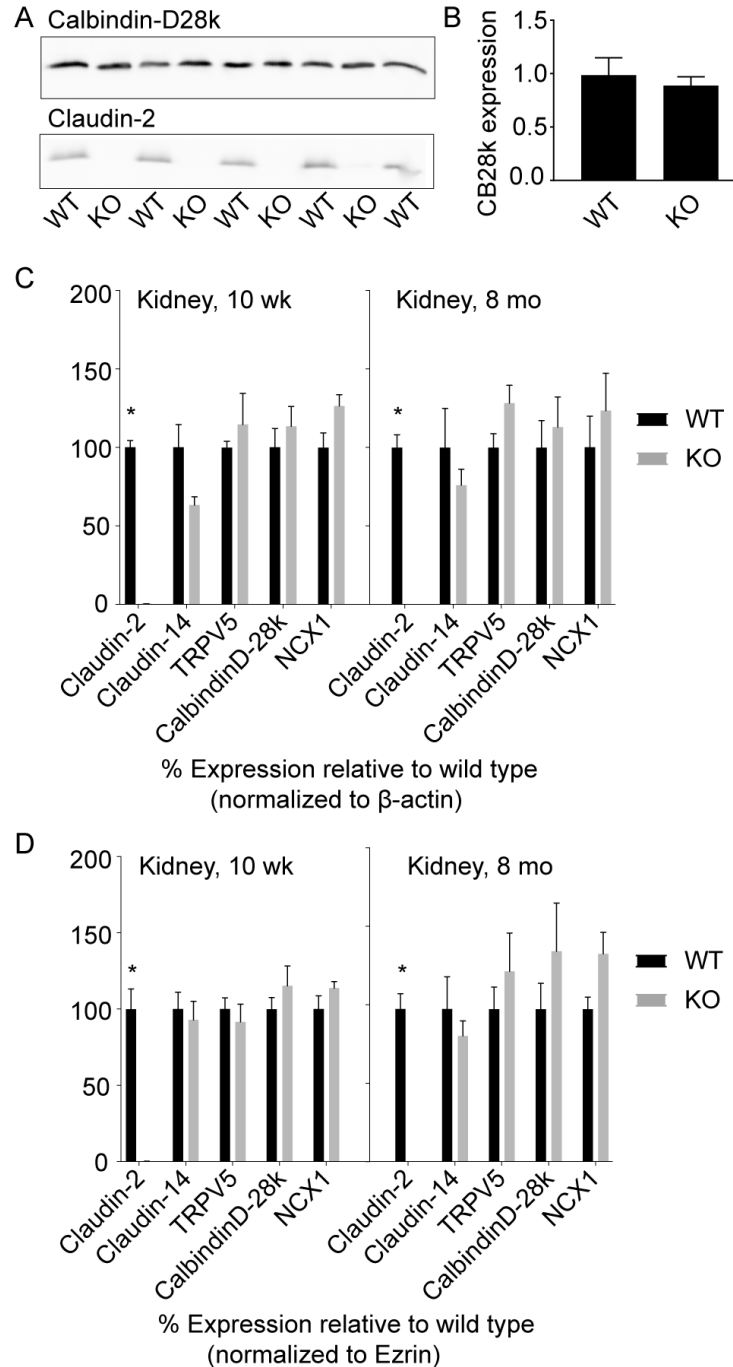 A
Calbindin-D28k
Claudin-2
WT KO WT KO WT KO WT KO WT
B
CB28k expression
1.5
1.0
0.5
0.0
WT KO
C
200
150
100
50
0
Kidney, 10 wk
Kidney, 8 mo
*
*
WT
KO
Claudin-2 Claudin-14 TRPV5 CalbindinD-28k NCX1 Claudin-2 Claudin-14 TRPV5 CalbindinD-28k NCX1
% Expression relative to wild type
(normalized to β-actin)
D
200
150
100
50
0
Kidney, 10 wk
Kidney, 8 mo
*
*
WT
KO
Claudin-2 Claudin-14 TRPV5 CalbindinD-28k NCX1 Claudin-2 Claudin-14 TRPV5 CalbindinD-28k NCX1
% Expression relative to wild type
(normalized to Ezrin)